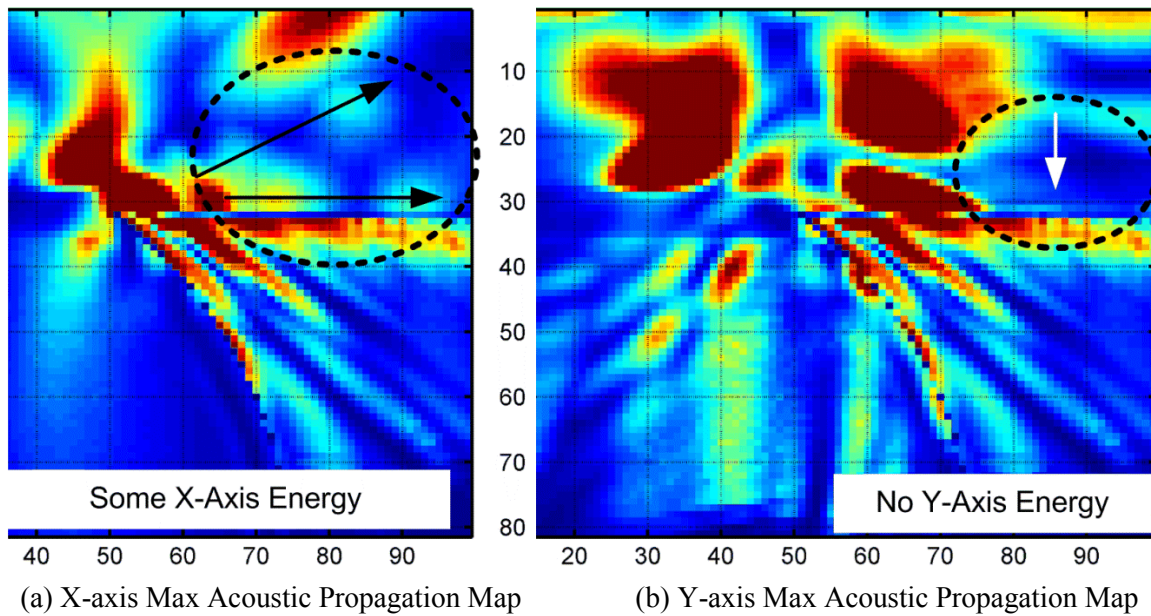 10
20
30
40
50
60
70
80
Some X-Axis Energy
No Y-Axis Energy
40 50 60 70 80 90
20 30 40 50 60 70 80 90
(a) X-axis Max Acoustic Propagation Map
(b) Y-axis Max Acoustic Propagation Map